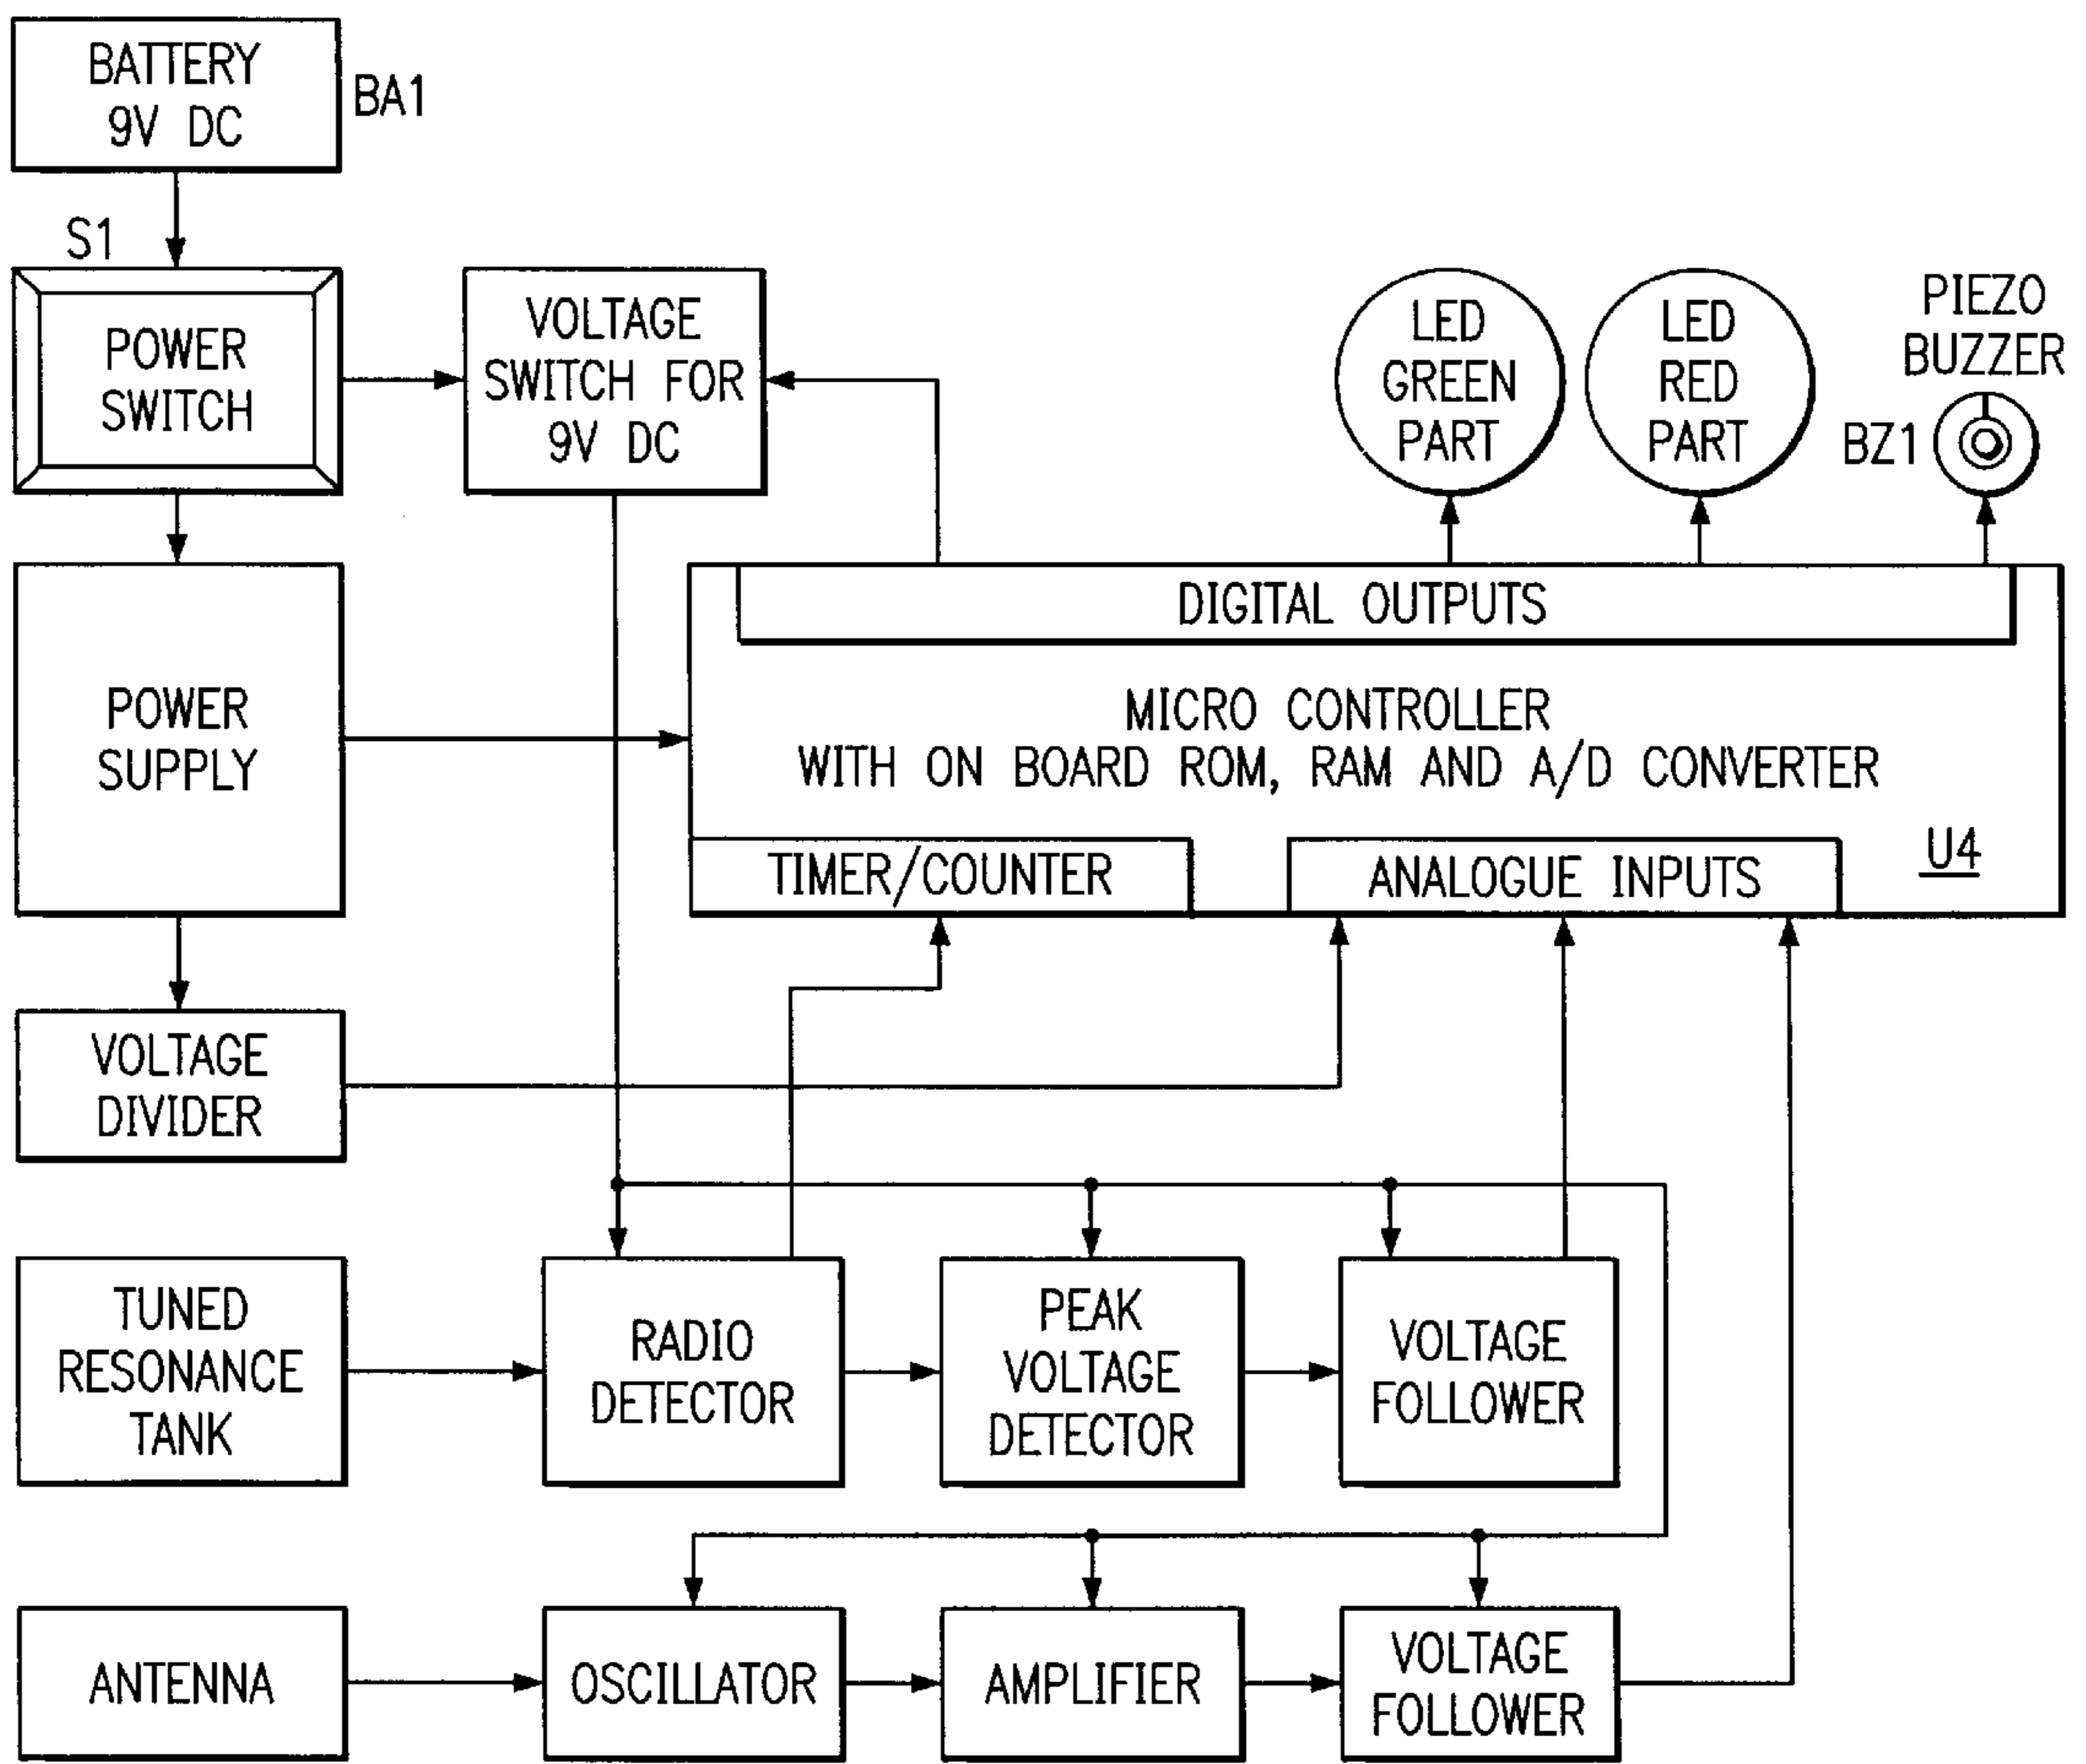 BATTERY
9V DC
BA1
S1
POWER
SWITCH
VOLTAGE
SWITCH FOR
9V DC
LED
GREEN
PART
LED
RED
PART
PIEZO
BUZZER
BZ1
DIGITAL OUTPUTS
POWER
SUPPLY
MICRO CONTROLLER
WITH ON BOARD ROM, RAM AND A/D CONVERTER
U4
TIMER/COUNTER
ANALOGUE INPUTS
VOLTAGE
DIVIDER
TUNED
RESONANCE
TANK
RADIO
DETECTOR
PEAK
VOLTAGE
DETECTOR
VOLTAGE
FOLLOWER
ANTENNA
OSCILLATOR
AMPLIFIER
VOLTAGE
FOLLOWER